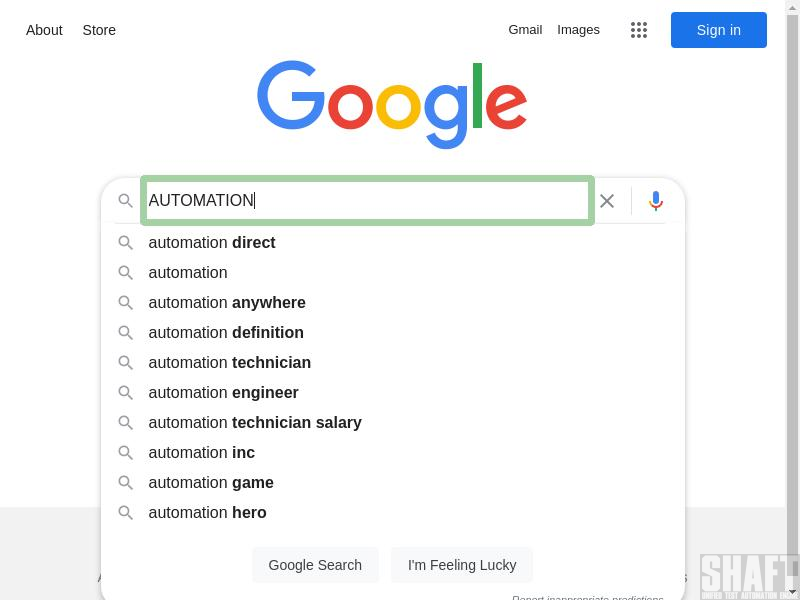 About Store Gmail Images Sign in
Google
AUTOMATION
automation direct
automation
automation anywhere
automation definition
automation technician
automation engineer
automation technician salary
automation inc
automation game
automation hero
Google Search I'm Feeling Lucky
Report inappropriate predictions
SHAFT